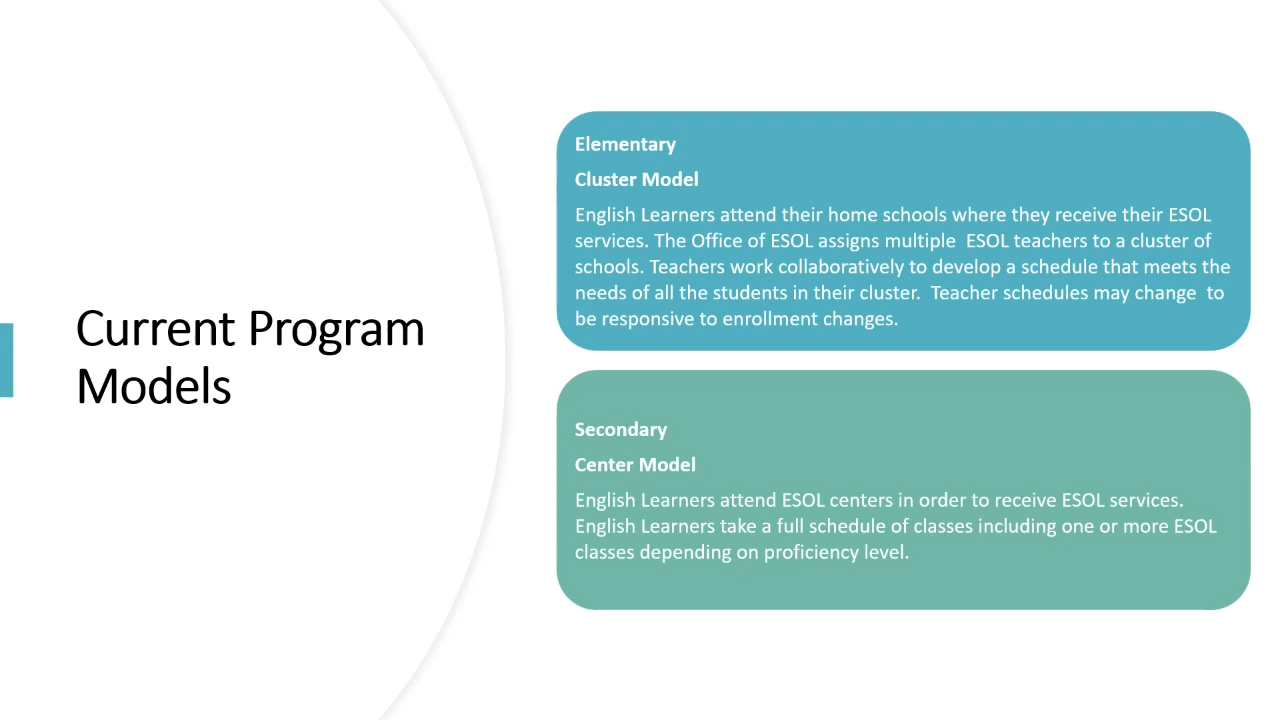 Current Program
Models
Elementary
Cluster Model
English Learners attend their home schools where they receive their ESOL
services. The Office of ESOL assigns multiple  ESOL teachers to a cluster of
schools. Teachers work collaboratively to develop a schedule that meets the
needs of all the students in their cluster.  Teacher schedules may change  to
be responsive to enrollment changes.
Secondary
Center Model
English Learners attend ESOL centers in order to receive ESOL services.
English Learners take a full schedule of classes including one or more ESOL
classes depending on proficiency level.